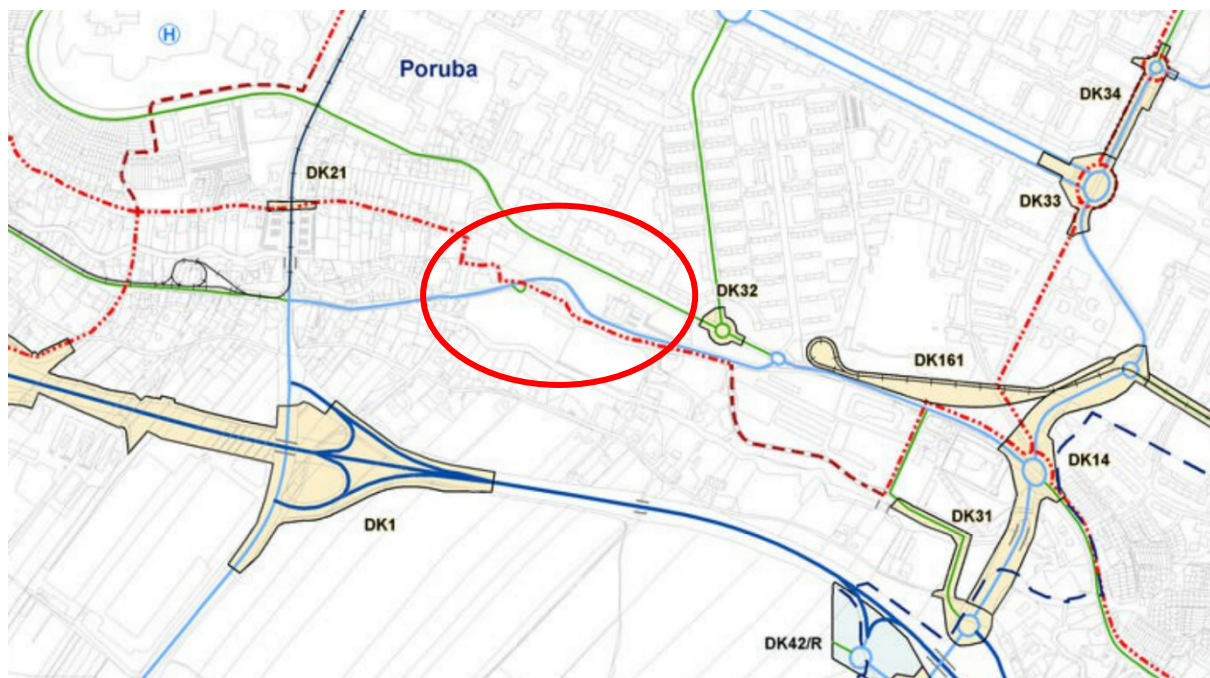 H
Poruba
DK34
DK21
DK33
DK32
DK161
DK14
DK31
DK1
DK42/R